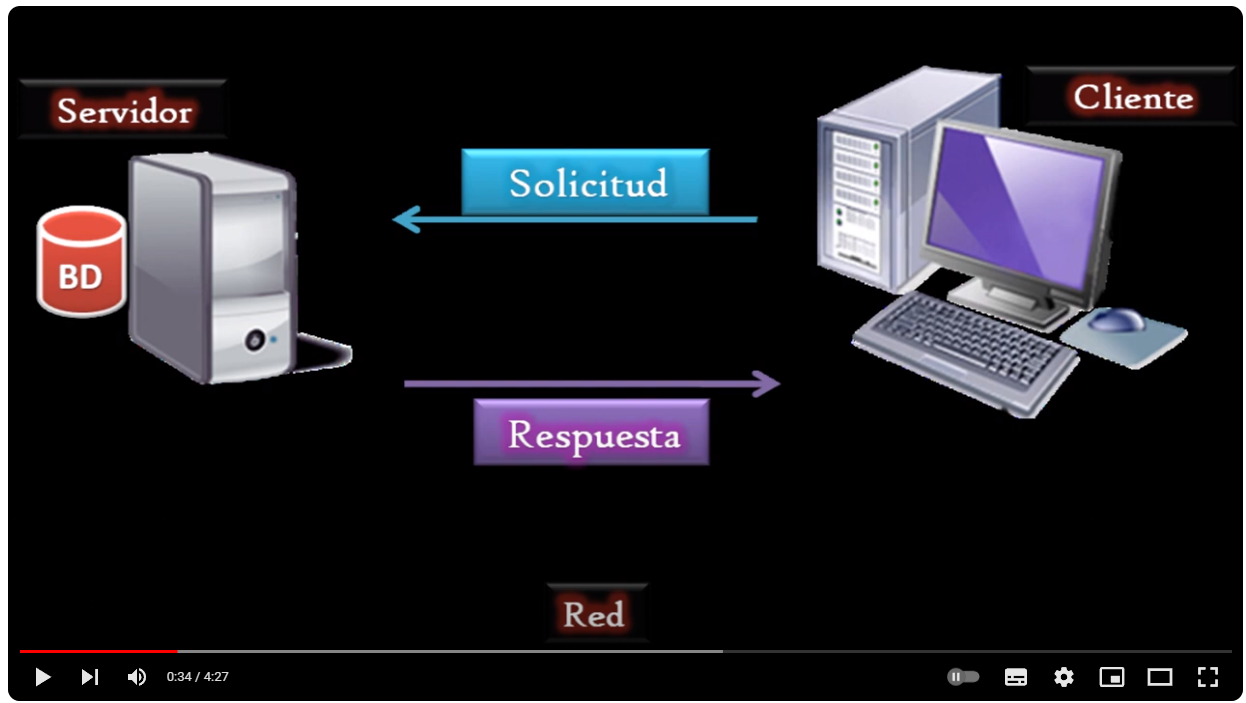 Servidor
Cliente
Solicitud
BD
Respuesta
Red
0:34 / 4:27